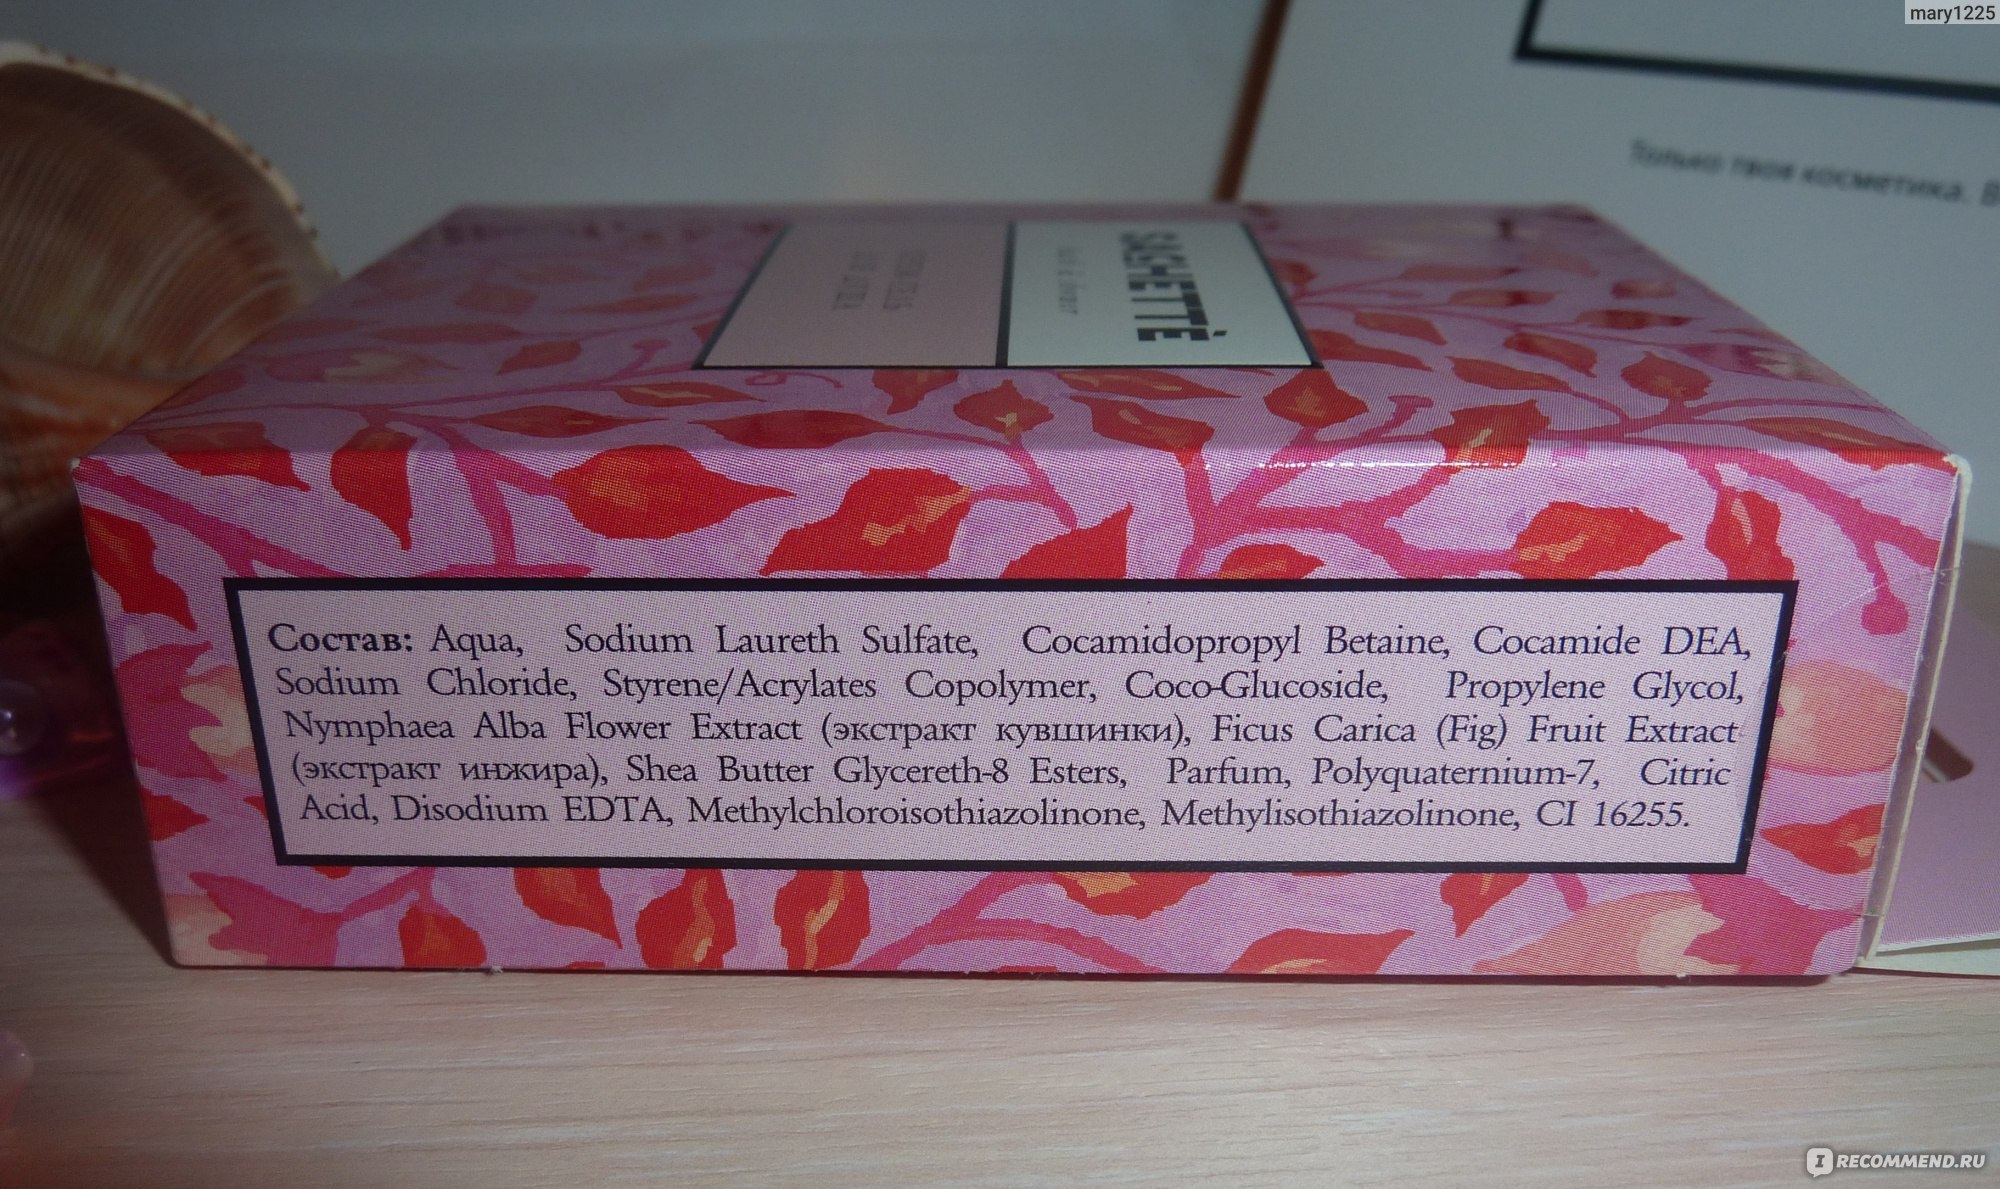 mary1225
Только твоя косметика. В
SASCHETTÉ
Состав: Aqua, Sodium Laureth Sulfate, Cocamidopropyl Betaine, Cocamide DEA,
Sodium Chloride, Styrene/Acrylates Copolymer, Coco-Glucoside, Propylene Glycol,
Nymphaea Alba Flower Extract (экстракт кувшинки), Ficus Carica (Fig) Fruit Extract
(экстракт инжира), Shea Butter Glycereth-8 Esters, Parfum, Polyquaternium-7, Citric
Acid, Disodium EDTA, Methylchloroisothiazolinone, Methylisothiazolinone, CI 16255.
IRECOMMEND.RU